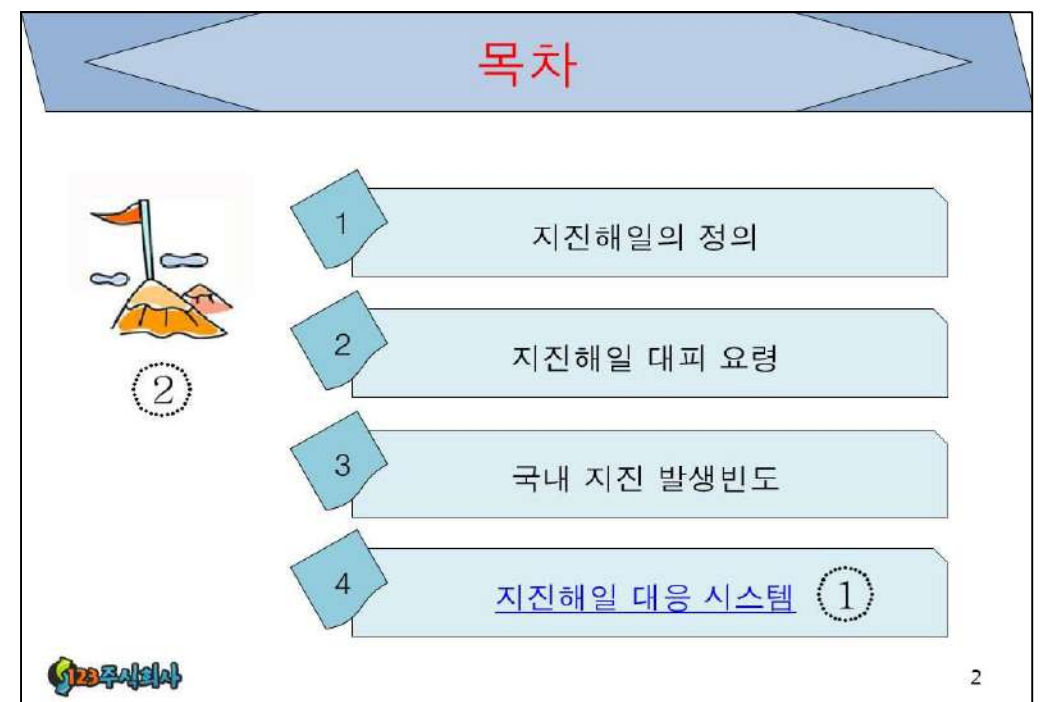 목차
1
지진해일의 정의
2
지진해일 대피 요령
②
3
국내 지진 발생빈도
4
지진해일 대응 시스템 ①
123주식회사
2